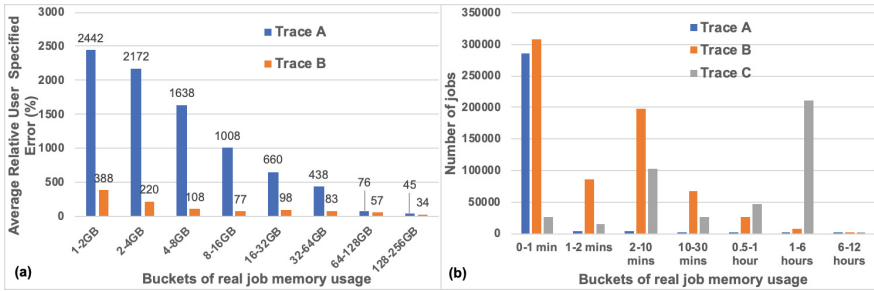 3000
2500
2000
1500
1000
500
0
Average Relative User Specified
Error (%)
Trace A
Trace B
2442
2172
1638
1008
660
438
76
45
388
220
108
77
98
83
57
34
1-2GB
2-4GB
4-8GB
8-16GB
16-32GB
32-64GB
64-128GB
128-256GB
(a)
Buckets of real job memory usage
(b)
350000
300000
250000
200000
150000
100000
50000
0
Number of jobs
Trace A
Trace B
Trace C
0-1 min
1-2 mins
2-10
mins
10-30
mins
0.5-1
hour
1-6
hours
6-12
hours
Buckets of real job memory usage